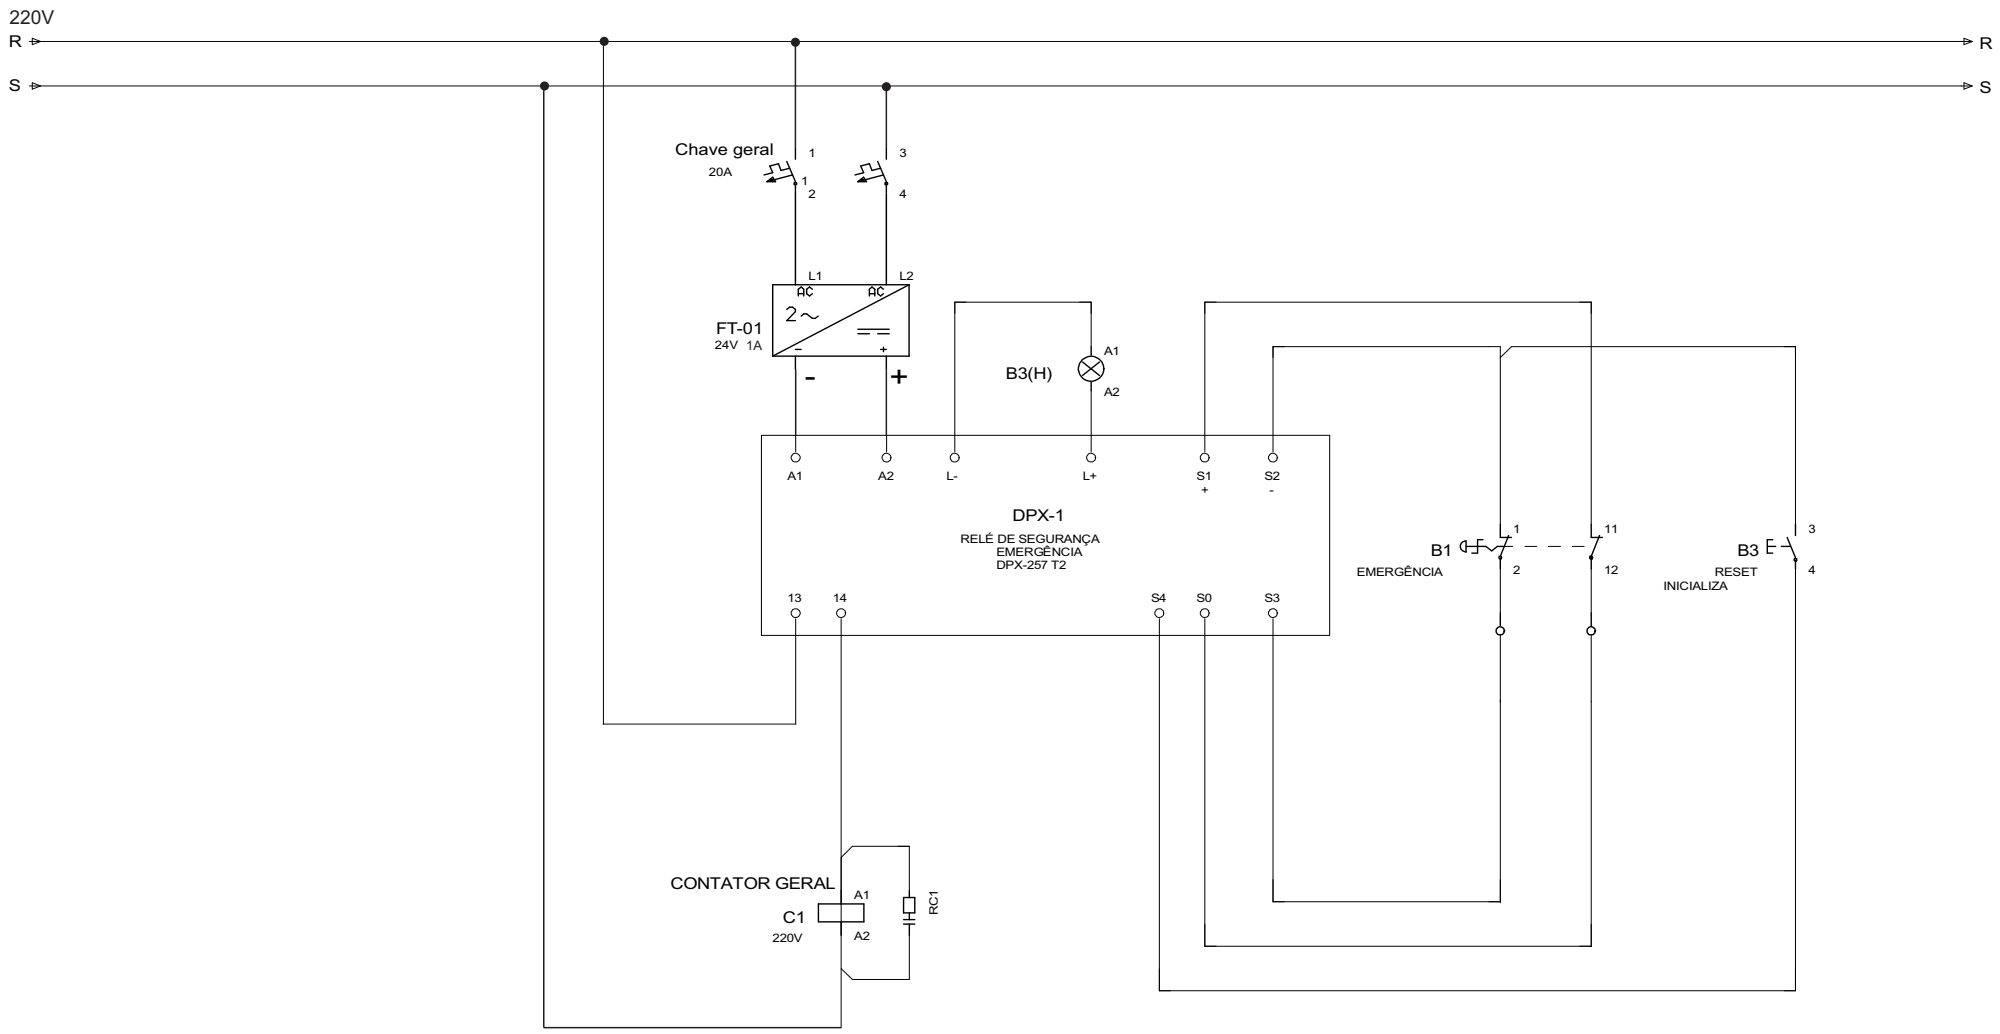 220V
R
R
S
S
Chave geral
20A
1
1
2
3
4
L1
L2
AC
AC
2~
FT-01
24V 1A
-
+
-
+
B3(H)
A1
A2
A1
A2
L-
L+
S1
+
S2
-
DPX-1
RELÉ DE SEGURANÇA
EMERGÊNCIA
DPX-257 T2
13
14
S4
S0
S3
B1
EMERGÊNCIA
1
2
11
12
B3
RESET
INICIALIZA
3
4
CONTATOR GERAL
C1
220V
A1
A2
RC1